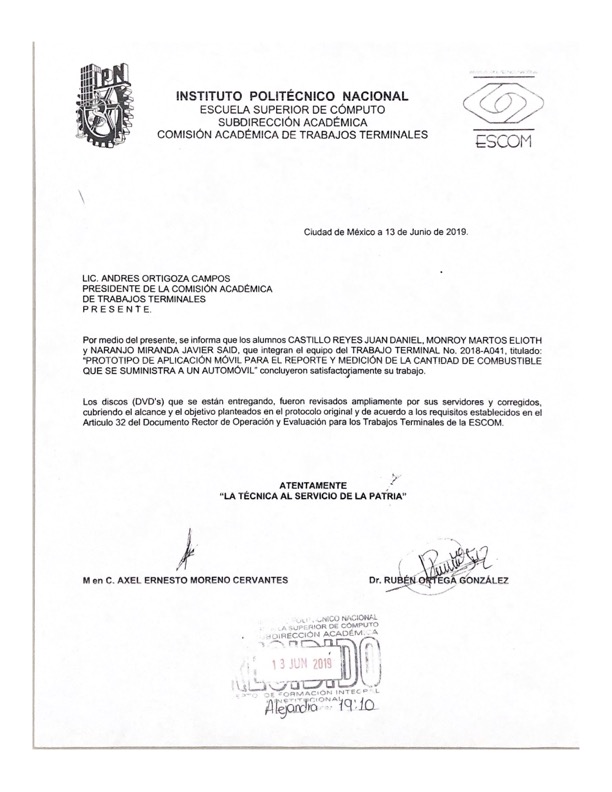 IPN
INSTITUTO POLITÉCNICO NACIONAL
ESCUELA SUPERIOR DE CÓMPUTO
SUBDIRECCIÓN ACADÉMICA
COMISIÓN ACADÉMICA DE TRABAJOS TERMINALES
ESCOM
Ciudad de México a 13 de Junio de 2019.
LIC. ANDRES ORTIGOZA CAMPOS
PRESIDENTE DE LA COMISIÓN ACADÉMICA
DE TRABAJOS TERMINALES
P R E S E N T E.
Por medio del presente, se informa que los alumnos CASTILLO REYES JUAN DANIEL, MONROY MARTOS ELIOTH
y NARANJO MIRANDA JAVIER SAID, que integran el equipo del TRABAJO TERMINAL No. 2018-A041, titulado:
"PROTOTIPO DE APLICACIÓN MÓVIL PARA EL REPORTE Y MEDICIÓN DE LA CANTIDAD DE COMBUSTIBLE
QUE SE SUMINISTRA A UN AUTOMÓVIL" concluyeron satisfactoriamente su trabajo.
Los discos (DVD's) que se están entregando, fueron revisados ampliamente por sus servidores y corregidos,
cubriendo el alcance y el objetivo planteados en el protocolo original y de acuerdo a los requisitos establecidos en el
Articulo 32 del Documento Rector de Operación y Evaluación para los Trabajos Terminales de la ESCOM.
ATENTAMENTE
"LA TÉCNICA AL SERVICIO DE LA PATRIA"
M en C. AXEL ERNESTO MORENO CERVANTES
Dr. RUBÉN ORTEGA GONZÁLEZ
NACIONAL
SUPERIOR DE CÓMPUTO
RECIBIDO
13 JUN 2019
DE FORMACIÓN
Alejandra 19:10